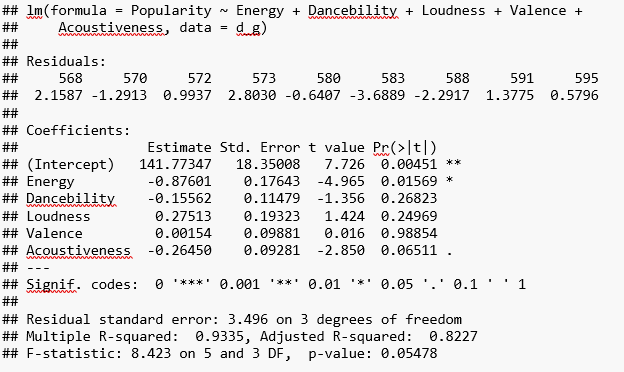 ## lm(formula = Popularity ~ Energy + Dancebility + Loudness + Valence +
##     Acoustiveness, data = d_g)
##
## Residuals:
##     568     570     572     573     580     583     588     591     595
##  2.1587 -1.2913  0.9937  2.8030 -0.6407 -3.6889 -2.2917  1.3775  0.5796
##
## Coefficients:
##               Estimate Std. Error t value Pr(>|t|)
## (Intercept)  141.77347   18.35008   7.726  0.00451 **
## Energy        -0.87601    0.17643  -4.965  0.01569 *
## Dancebility   -0.15562    0.11479  -1.356  0.26823
## Loudness       0.27513    0.19323   1.424  0.24969
## Valence        0.00154    0.09881   0.016  0.98854
## Acoustiveness -0.26450    0.09281  -2.850  0.06511 .
## ---
## Signif. codes:  0 '***' 0.001 '**' 0.01 '*' 0.05 '.' 0.1 ' ' 1
##
## Residual standard error: 3.496 on 3 degrees of freedom
## Multiple R-squared:  0.9335, Adjusted R-squared:  0.8227
## F-statistic: 8.423 on 5 and 3 DF,  p-value: 0.05478